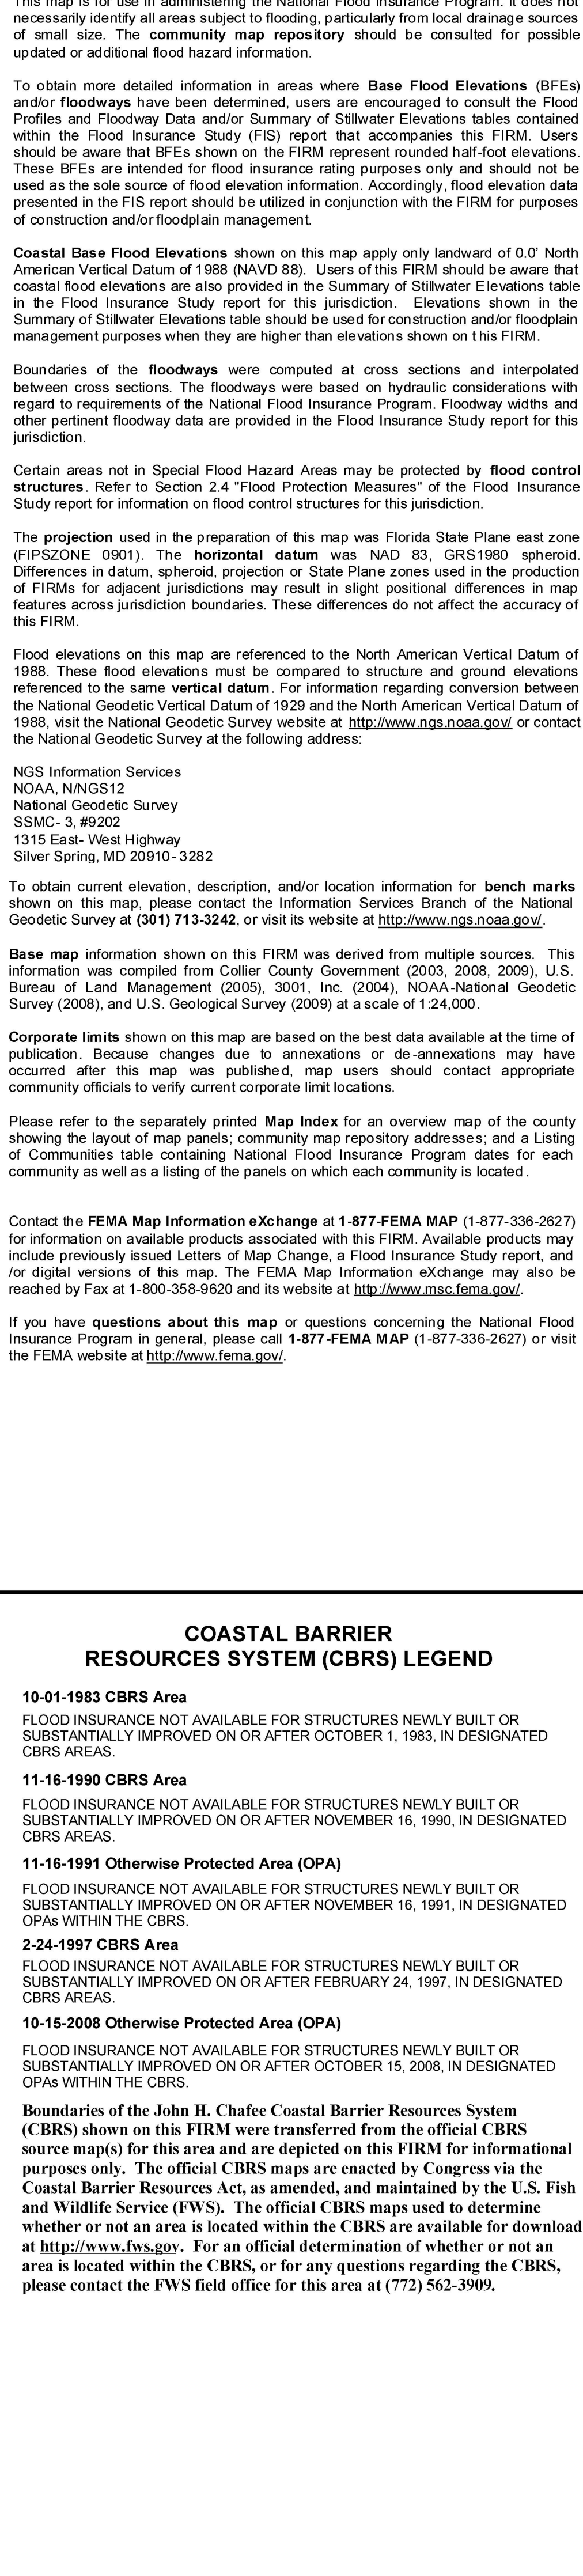 This map is for use in administering the National Flood Insurance Program. It does not
necessarily identify all areas subject to flooding, particularly from local drainage sources
of small size. The community map repository should be consulted for possible
updated or additional flood hazard information.
To obtain more detailed information in areas where Base Flood Elevations (BFEs)
and/or floodways have been determined, users are encouraged to consult the Flood
Profiles and Floodway Data and/or Summary of Stillwater Elevations tables contained
within the Flood Insurance Study (FIS) report that accompanies this FIRM. Users
should be aware that BFEs shown on the FIRM represent rounded half-foot elevations.
These BFEs are intended for flood insurance rating purposes only and should not be
used as the sole source of flood elevation information. Accordingly, flood elevation data
presented in the FIS report should be utilized in conjunction with the FIRM for purposes
of construction and/or floodplain management.
Coastal Base Flood Elevations shown on this map apply only landward of 0.0' North
American Vertical Datum of 1988 (NAVD 88). Users of this FIRM should be aware that
coastal flood elevations are also provided in the Summary of Stillwater Elevations table
in the Flood Insurance Study report for this jurisdiction. Elevations shown in the
Summary of Stillwater Elevations table should be used for construction and/or floodplain
management purposes when they are higher than elevations shown on this FIRM.
Boundaries of the floodways were computed at cross sections and interpolated
between cross sections. The floodways were based on hydraulic considerations with
regard to requirements of the National Flood Insurance Program. Floodway widths and
other pertinent floodway data are provided in the Flood Insurance Study report for this
jurisdiction.
Certain areas not in Special Flood Hazard Areas may be protected by flood control
structures. Refer to Section 2.4 "Flood Protection Measures" of the Flood Insurance
Study report for information on flood control structures for this jurisdiction.
The projection used in the preparation of this map was Florida State Plane east zone
(FIPSZONE 0901). The horizontal datum was NAD 83, GRS1980 spheroid.
Differences in datum, spheroid, projection or State Plane zones used in the production
of FIRMs for adjacent jurisdictions may result in slight positional differences in map
features across jurisdiction boundaries. These differences do not affect the accuracy of
this FIRM.
Flood elevations on this map are referenced to the North American Vertical Datum of
1988. These flood elevations must be compared to structure and ground elevations
referenced to the same vertical datum. For information regarding conversion between
the National Geodetic Vertical Datum of 1929 and the North American Vertical Datum of
1988, visit the National Geodetic Survey website at http://www.ngs.noaa.gov/ or contact
the National Geodetic Survey at the following address:
NGS Information Services
NOAA, N/NGS12
National Geodetic Survey
SSMC- 3, #9202
1315 East- West Highway
Silver Spring, MD 20910- 3282
To obtain current elevation, description, and/or location information for bench marks
shown on this map, please contact the Information Services Branch of the National
Geodetic Survey at (301) 713-3242, or visit its website at http://www.ngs.noaa.gov/.
Base map information shown on this FIRM was derived from multiple sources. This
information was compiled from Collier County Government (2003, 2008, 2009), U.S.
Bureau of Land Management (2005), 3001, Inc. (2004), NOAA-National Geodetic
Survey (2008), and U.S. Geological Survey (2009) at a scale of 1:24,000.
Corporate limits shown on this map are based on the best data available at the time of
publication. Because changes due to annexations or de-annexations may have
occurred after this map was published, map users should contact appropriate
community officials to verify current corporate limit locations.
Please refer to the separately printed Map Index for an overview map of the county
showing the layout of map panels; community map repository addresses; and a Listing
of Communities table containing National Flood Insurance Program dates for each
community as well as a listing of the panels on which each community is located.
Contact the FEMA Map Information eXchange at 1-877-FEMA MAP (1-877-336-2627)
for information on available products associated with this FIRM. Available products may
include previously issued Letters of Map Change, a Flood Insurance Study report, and
/or digital versions of this map. The FEMA Map Information eXchange may also be
reached by Fax at 1-800-358-9620 and its website at http://www.msc.fema.gov/.
If you have questions about this map or questions concerning the National Flood
Insurance Program in general, please call 1-877-FEMA MAP (1-877-336-2627) or visit
the FEMA website at http://www.fema.gov/.
COASTAL BARRIER
RESOURCES SYSTEM (CBRS) LEGEND
10-01-1983 CBRS Area
FLOOD INSURANCE NOT AVAILABLE FOR STRUCTURES NEWLY BUILT OR
SUBSTANTIALLY IMPROVED ON OR AFTER OCTOBER 1, 1983, IN DESIGNATED
CBRS AREAS.
11-16-1990 CBRS Area
FLOOD INSURANCE NOT AVAILABLE FOR STRUCTURES NEWLY BUILT OR
SUBSTANTIALLY IMPROVED ON OR AFTER NOVEMBER 16, 1990, IN DESIGNATED
CBRS AREAS.
11-16-1991 Otherwise Protected Area (OPA)
FLOOD INSURANCE NOT AVAILABLE FOR STRUCTURES NEWLY BUILT OR
SUBSTANTIALLY IMPROVED ON OR AFTER NOVEMBER 16, 1991, IN DESIGNATED
OPAs WITHIN THE CBRS.
2-24-1997 CBRS Area
FLOOD INSURANCE NOT AVAILABLE FOR STRUCTURES NEWLY BUILT OR
SUBSTANTIALLY IMPROVED ON OR AFTER FEBRUARY 24, 1997, IN DESIGNATED
CBRS AREAS.
10-15-2008 Otherwise Protected Area (OPA)
FLOOD INSURANCE NOT AVAILABLE FOR STRUCTURES NEWLY BUILT OR
SUBSTANTIALLY IMPROVED ON OR AFTER OCTOBER 15, 2008, IN DESIGNATED
OPAs WITHIN THE CBRS.
Boundaries of the John H. Chafee Coastal Barrier Resources System
(CBRS) shown on this FIRM were transferred from the official CBRS
source map(s) for this area and are depicted on this FIRM for informational
purposes only. The official CBRS maps are enacted by Congress via the
Coastal Barrier Resources Act, as amended, and maintained by the U.S. Fish
and Wildlife Service (FWS). The official CBRS maps used to determine
whether or not an area is located within the CBRS are available for download
at http://www.fws.gov. For an official determination of whether or not an
area is located within the CBRS, or for any questions regarding the CBRS,
please contact the FWS field office for this area at (772) 562-3909.